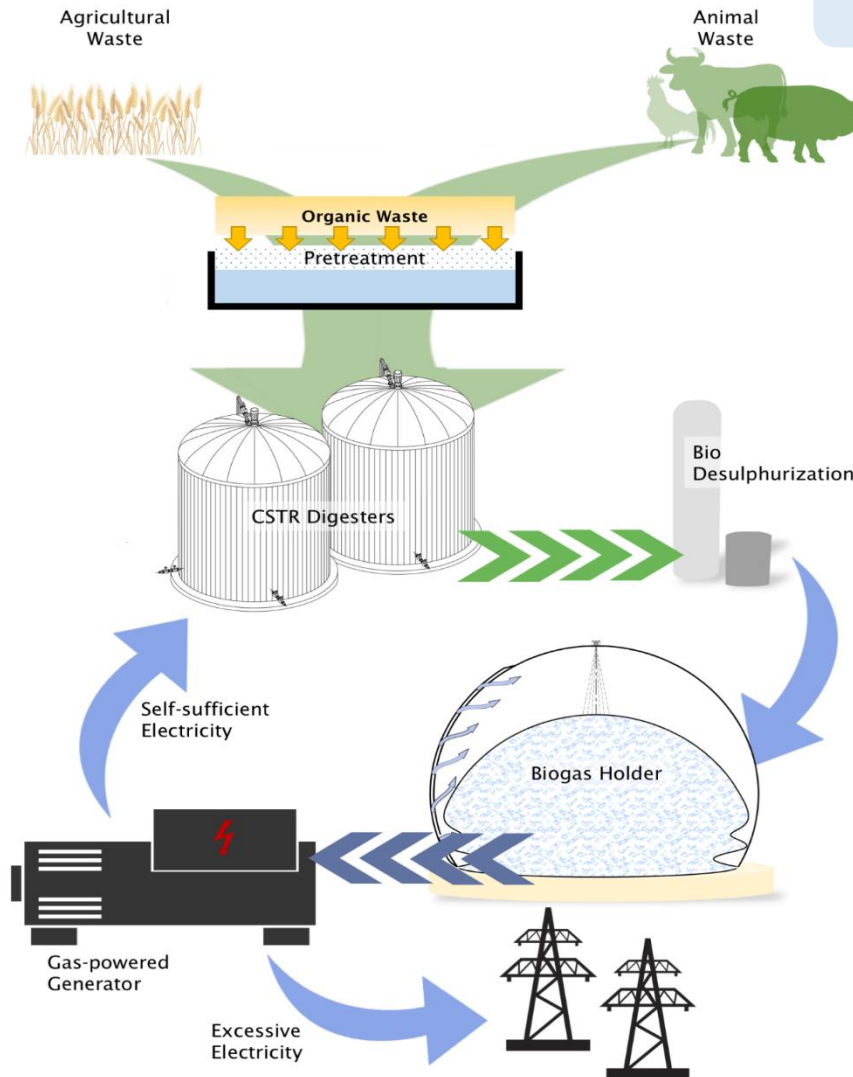 Agricultural
Waste
Animal
Waste
Organic Waste
Pretreatment
CSTR Digesters
Bio
Desulphurization
Self-sufficient
Electricity
Biogas Holder
Gas-powered
Generator
Excessive
Electricity